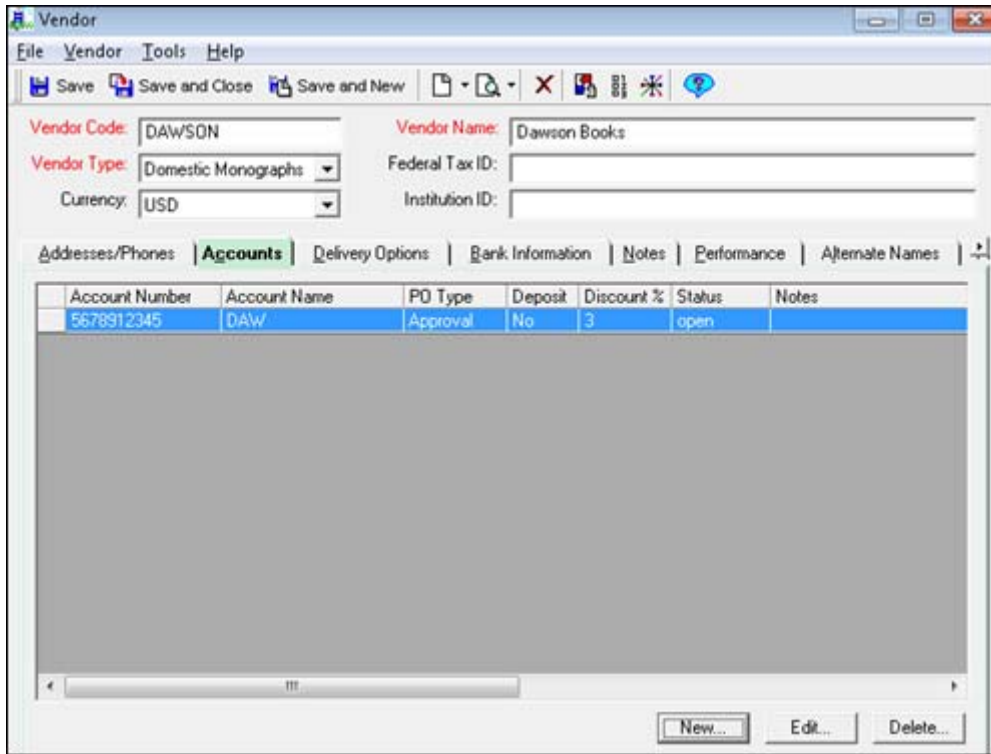 Vendor
File Vendor Tools Help
Save Save and Close Save and New
Vendor Code: DAWSON Vendor Name: Dawson Books
Vendor Type: Domestic Monographs Federal Tax ID:
Currency: USD Institution ID:
Addresses/Phones Accounts Delivery Options Bank Information Notes Performance Alternate Names
Account Number Account Name PO Type Deposit Discount % Status Notes
5678912345 DAW Approval No 3 open
New... Edit... Delete...